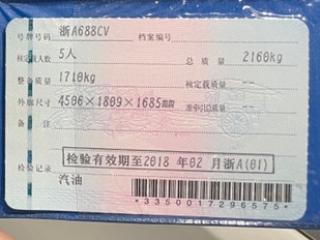 号牌号码 浙A688CV 档案编号
核定载人数 5人 总质量 2160kg
整备质量 1710kg 核定载质量 --
外廓尺寸 4506×1809×1685mm 准牵引总质量 --
备注
检验有效期至2018年02月浙A(01)
检验记录
汽油
*3350017296575*